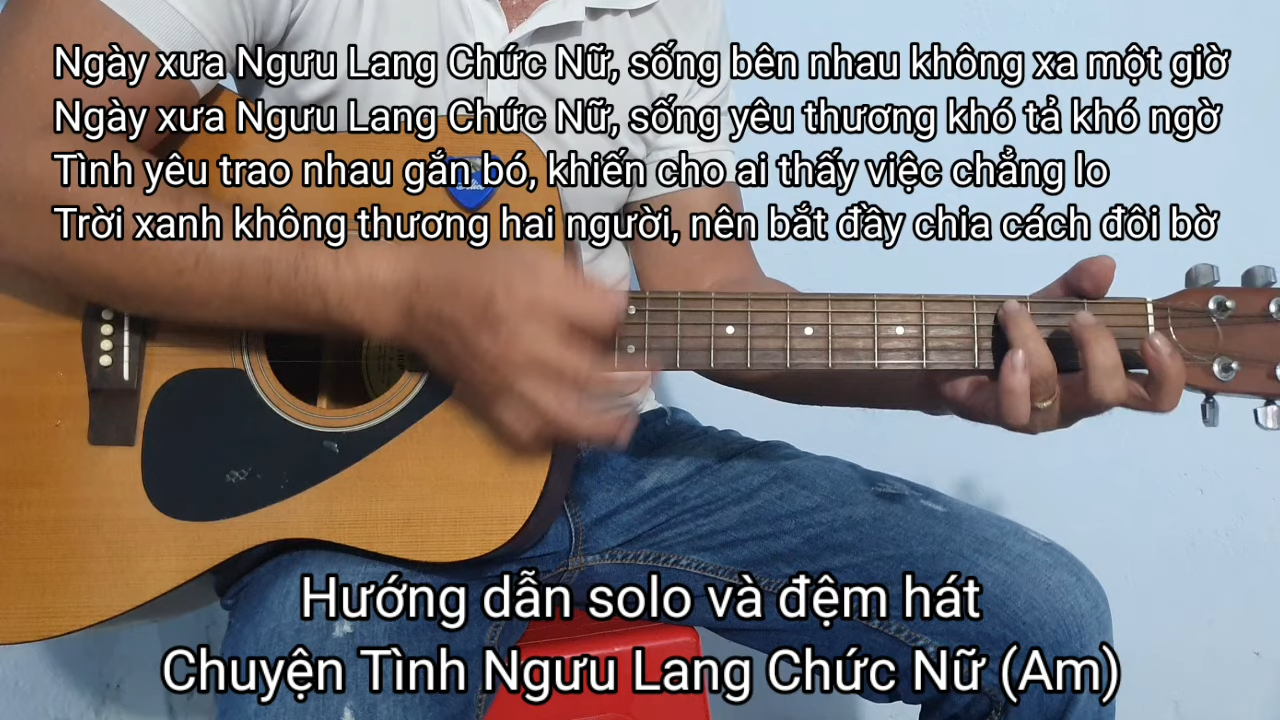 Ngày xưa Ngưu Lang Chức Nữ, sống bên nhau không xa một giờ
Ngày xưa Ngưu Lang Chức Nữ, sống yêu thương khó tả khó ngờ
Tình yêu trao nhau gắn bó, khiến cho ai thấy việc chẳng lo
Trời xanh không thương hai người, nên bắt đầy chia cách đôi bờ
Hướng dẫn solo và đệm hát
Chuyện Tình Ngưu Lang Chức Nữ (Am)